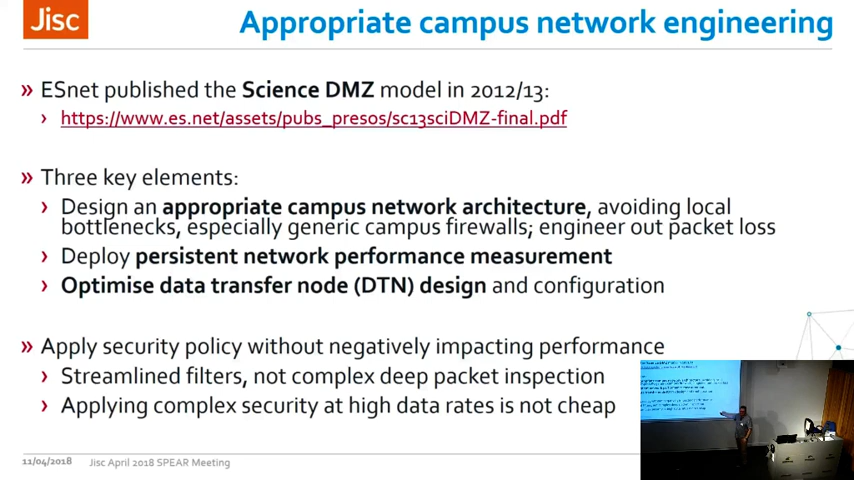 Jisc
Appropriate campus network engineering
» ESnet published the Science DMZ model in 2012/13:
› https://www.es.net/assets/pubs_presos/sc13sciDMZ-final.pdf
» Three key elements:
› Design an appropriate campus network architecture, avoiding local
bottlenecks, especially generic campus firewalls; engineer out packet loss
› Deploy persistent network performance measurement
› Optimise data transfer node (DTN) design and configuration
» Apply security policy without negatively impacting performance
› Streamlined filters, not complex deep packet inspection
› Applying complex security at high data rates is not cheap
11/04/2018 Jisc April 2018 SPEAR Meeting